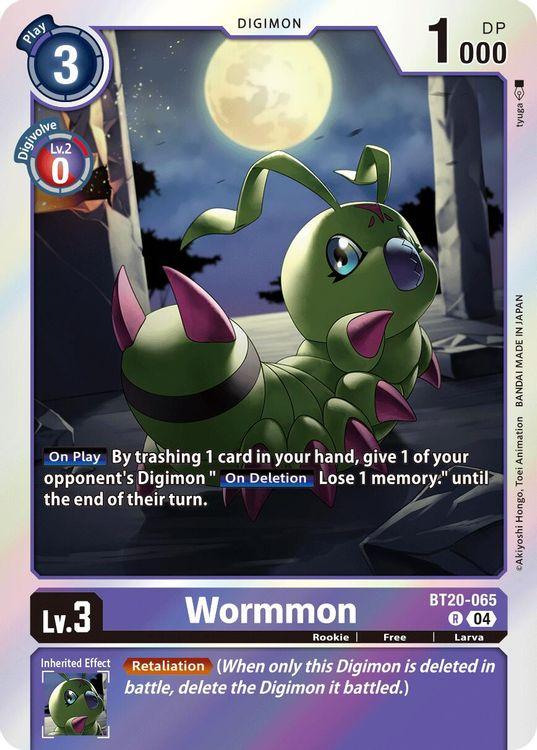 Play
3
DIGIMON
1000
DP
Digivolve
Lv.2
0
tyuga
On Play By trashing 1 card in your hand, give 1 of your
opponent's Digimon " On Deletion Lose 1 memory." until
the end of their turn.
©Akiyoshi Hongo, Toei Animation BANDAI MADE IN JAPAN
Lv.3
Wormmon
BT20-065
R 04
Rookie | Free | Larva
Inherited Effect
Retaliation (When only this Digimon is deleted in
battle, delete the Digimon it battled.)